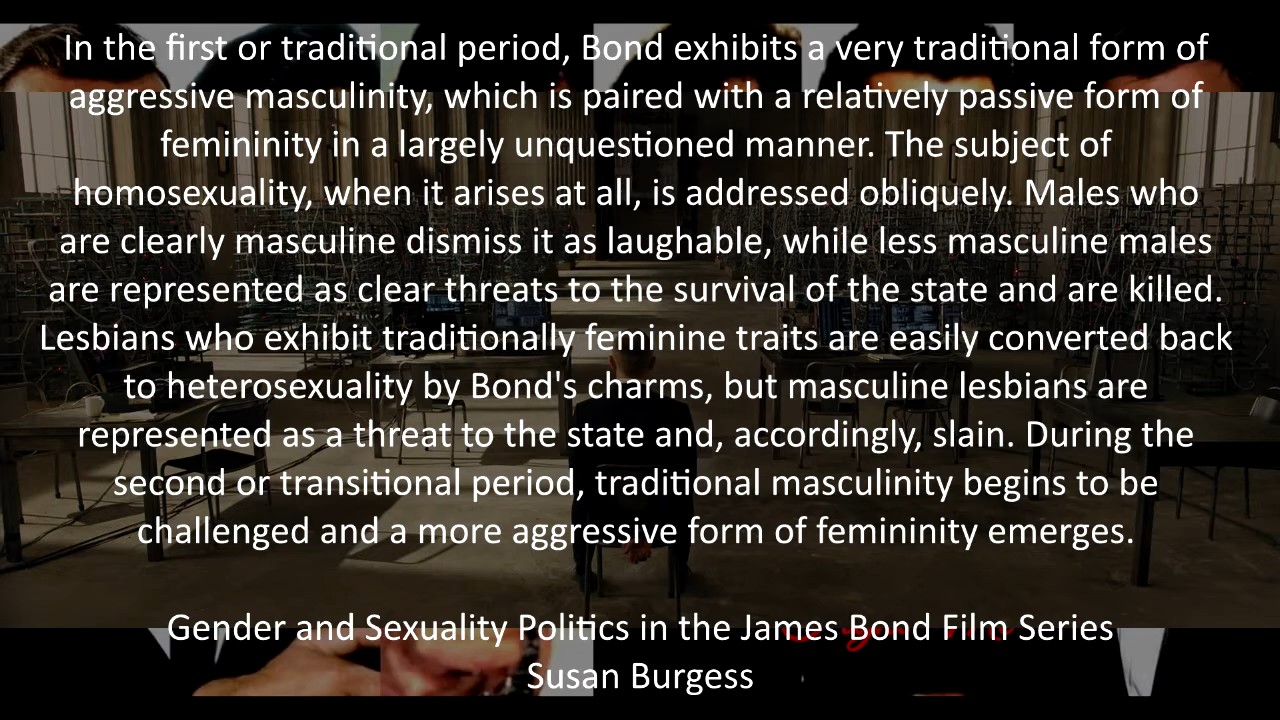 In the first or traditional period, Bond exhibits a very traditional form of
aggressive masculinity, which is paired with a relatively passive form of
femininity in a largely unquestioned manner. The subject of
homosexuality, when it arises at all, is addressed obliquely. Males who
are clearly masculine dismiss it as laughable, while less masculine males
are represented as clear threats to the survival of the state and are killed.
Lesbians who exhibit traditionally feminine traits are easily converted back
to heterosexuality by Bond's charms, but masculine lesbians are
represented as a threat to the state and, accordingly, slain. During the
second or transitional period, traditional masculinity begins to be
challenged and a more aggressive form of femininity emerges.
Gender and Sexuality Politics in the James Bond Film Series
Susan Burgess